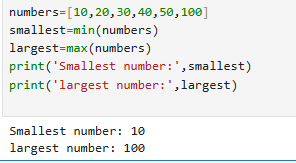 numbers=[10,20,30,40,50,100]
smallest=min(numbers)
largest=max(numbers)
print('Smallest number:',smallest)
print('largest number:',largest)
Smallest number: 10
largest number: 100